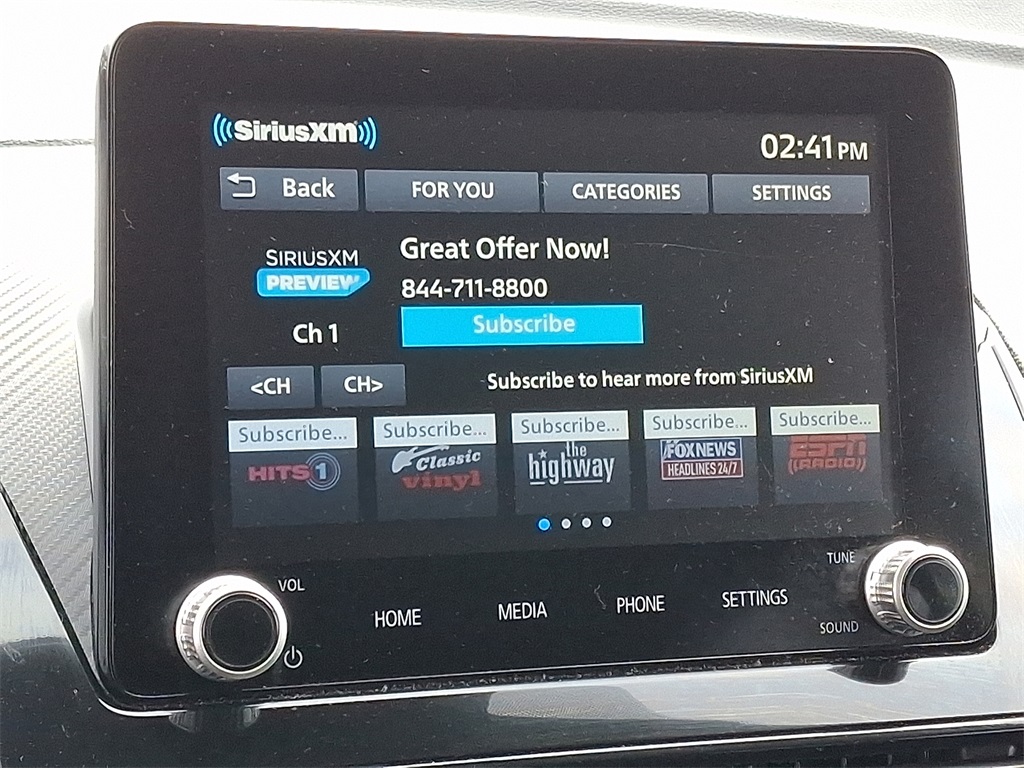 SiriusXM
02:41 PM
Back
FOR YOU
CATEGORIES
SETTINGS
SIRIUSXM
PREVIEW
Great Offer Now!
844-711-8800
Ch 1
Subscribe
<CH
CH>
Subscribe to hear more from SiriusXM
Subscribe...
Subscribe...
Subscribe...
Subscribe...
Subscribe...
HITS 1
Classic
vinyl
the
highway
FOX NEWS
HEADLINES 24/7
ESPN
RADIO
VOL
HOME
MEDIA
PHONE
SETTINGS
TUNE
SOUND